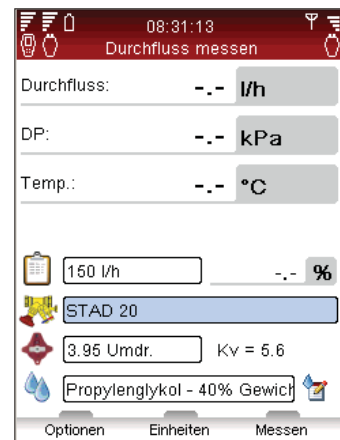 08:31:13
Durchfluss messen
Durchfluss: -.- l/h
DP: -.- kPa
Temp.: -.- °C
150 l/h -.- %
STAD 20
3.95 Umdr. Kv = 5.6
Propylenglykol - 40% Gewich
Optionen Einheiten Messen